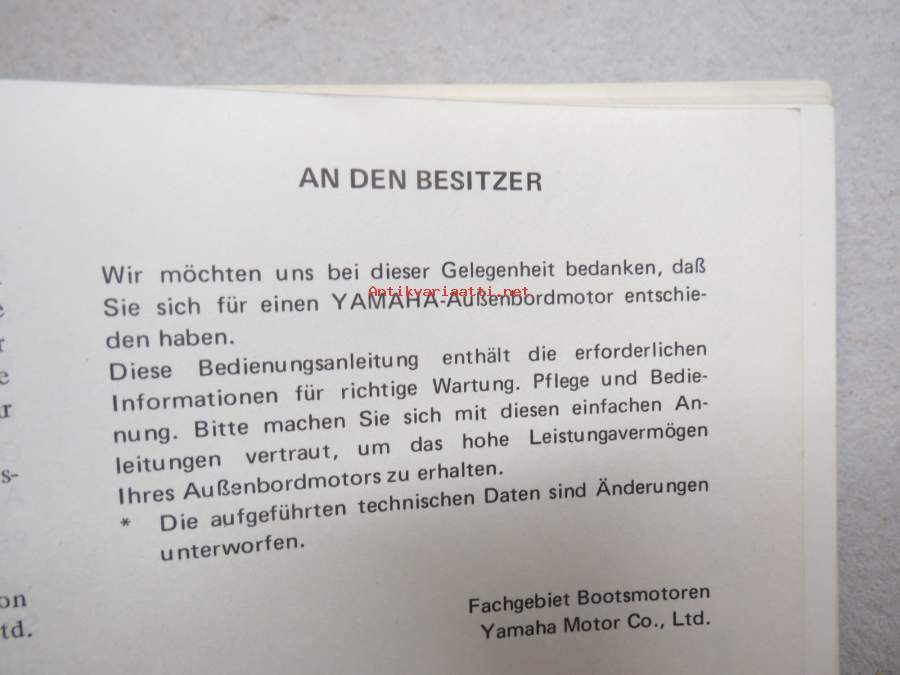 AN DEN BESITZER
Wir möchten uns bei dieser Gelegenheit bedanken, daß
Sie sich für einen YAMAHA-Außenbordmotor entschie-
den haben.
Diese Bedienungsanleitung enthält die erforderlichen
Informationen für richtige Wartung. Pflege und Bedie-
nung. Bitte machen Sie sich mit diesen einfachen An-
leitungen vertraut, um das hohe Leistungavermögen
Ihres Außenbordmotors zu erhalten.
* Die aufgeführten technischen Daten sind Änderungen
unterworfen.
Fachgebiet Bootsmotoren
Yamaha Motor Co., Ltd.
Antikvariaatti.net
s-
on
td.